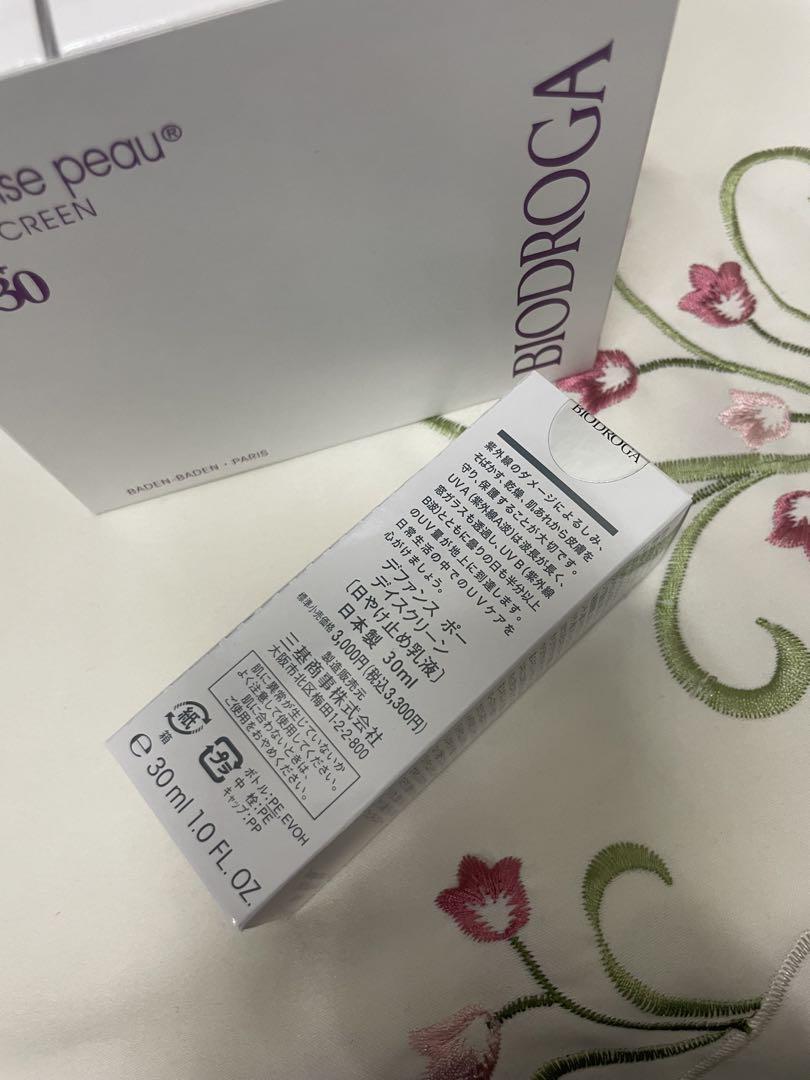 se peau®
CREEN
30
BIODROGA
BADEN-BADEN · PARIS
BIODROGA
紫外線のダメージによるしみ、
そばかす、乾燥、肌あれから皮膚を
守り、保護することが大切です。
UVA(紫外線A波)は波長が長く、
窓ガラスも透過し、UVB(紫外線
B波)とともに曇りの日も半分以上
のUV量が地上に到達します。
日常生活の中でのUVケアを
心がけましょう。
デファンス ポー
デイスクリーン
〔日やけ止め乳液〕
日本製 30ml
標準小売価格 3,000円(税込3,300円)
製造販売元
三基商事株式会社
大阪市北区梅田1-2-2-800
肌に異常が生じていないか
よく注意して使用してください。
肌に合わないときは、
ご使用をおやめください。
紙
箱
プラ
ボトル:PE,EVOH
中 栓:PE
キャップ:PP
e 30ml 1.0 FL. OZ.